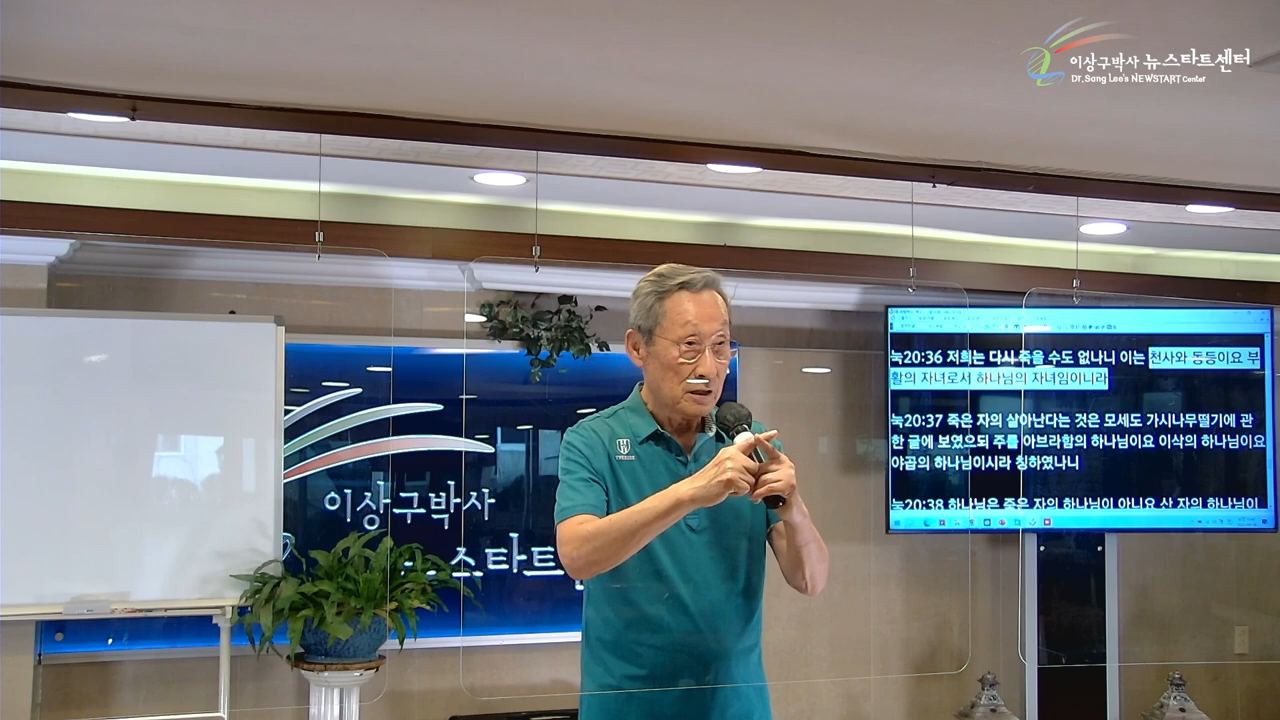 이상구박사 뉴스타트센터
Dr. Sang Lee's NEWSTART Center
이상구박사
뉴스타트
눅20:36 저희는 다시 죽을 수도 없나니 이는 천사와 동등이요 부
활의 자녀로서 하나님의 자녀임이니라
눅20:37 죽은 자의 살아난다는 것은 모세도 가시나무떨기에 관
한 글에 보였으되 주를 아브라함의 하나님이요 이삭의 하나님이요
야곱의 하나님이시라 칭하였나니
눅20:38 하나님은 죽은 자의 하나님이 아니요 산 자의 하나님이